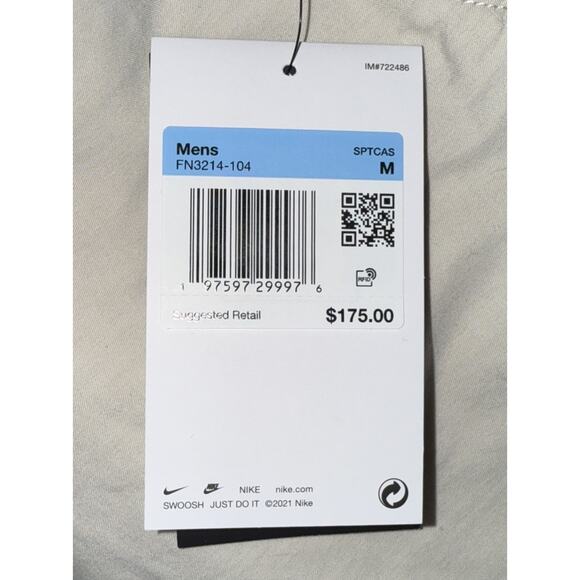 IM#722486
Mens SPTCAS
FN3214-104 M
1 97597 29997 6
RFID
Suggested Retail $175.00
NIKE nike.com
SWOOSH JUST DO IT ©2021 Nike